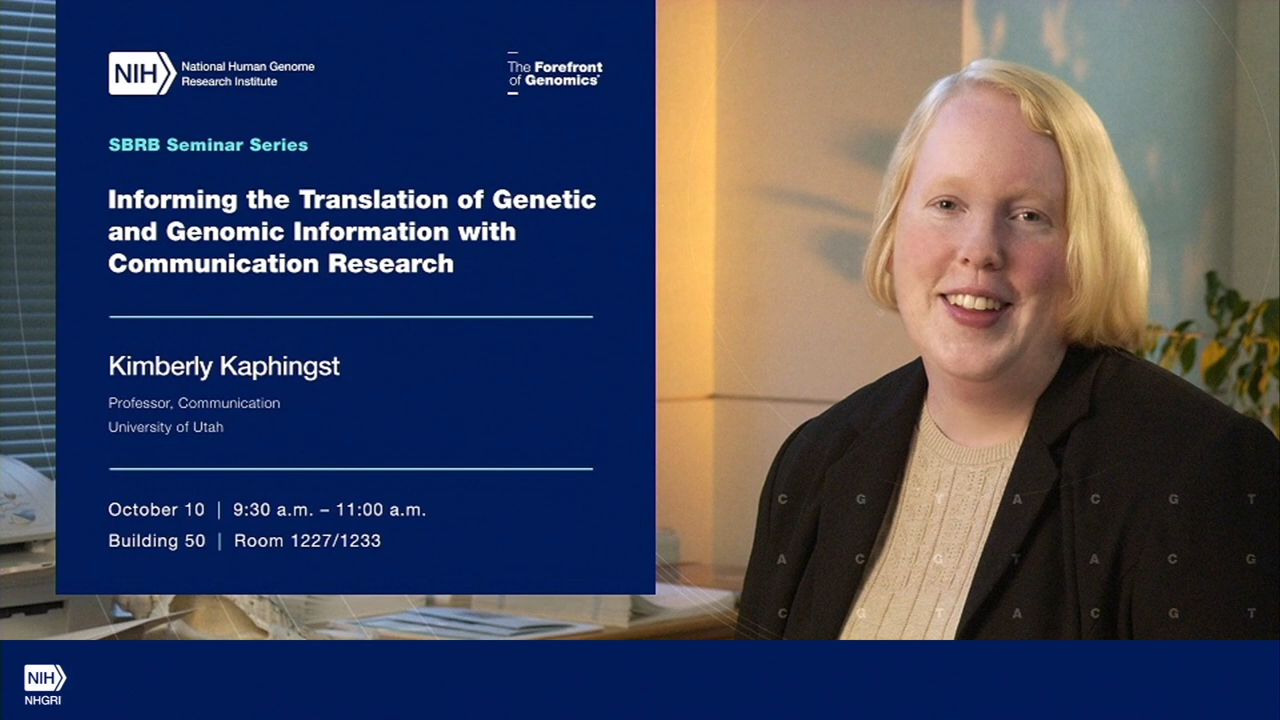 NIH National Human Genome
Research Institute
The Forefront
of Genomics®
SBRB Seminar Series
Informing the Translation of Genetic
and Genomic Information with
Communication Research
Kimberly Kaphingst
Professor, Communication
University of Utah
October 10 | 9:30 a.m. – 11:00 a.m.
Building 50 | Room 1227/1233
C G T A C G T
A C G T A C G
C G T A C G T
NIH
NHGRI